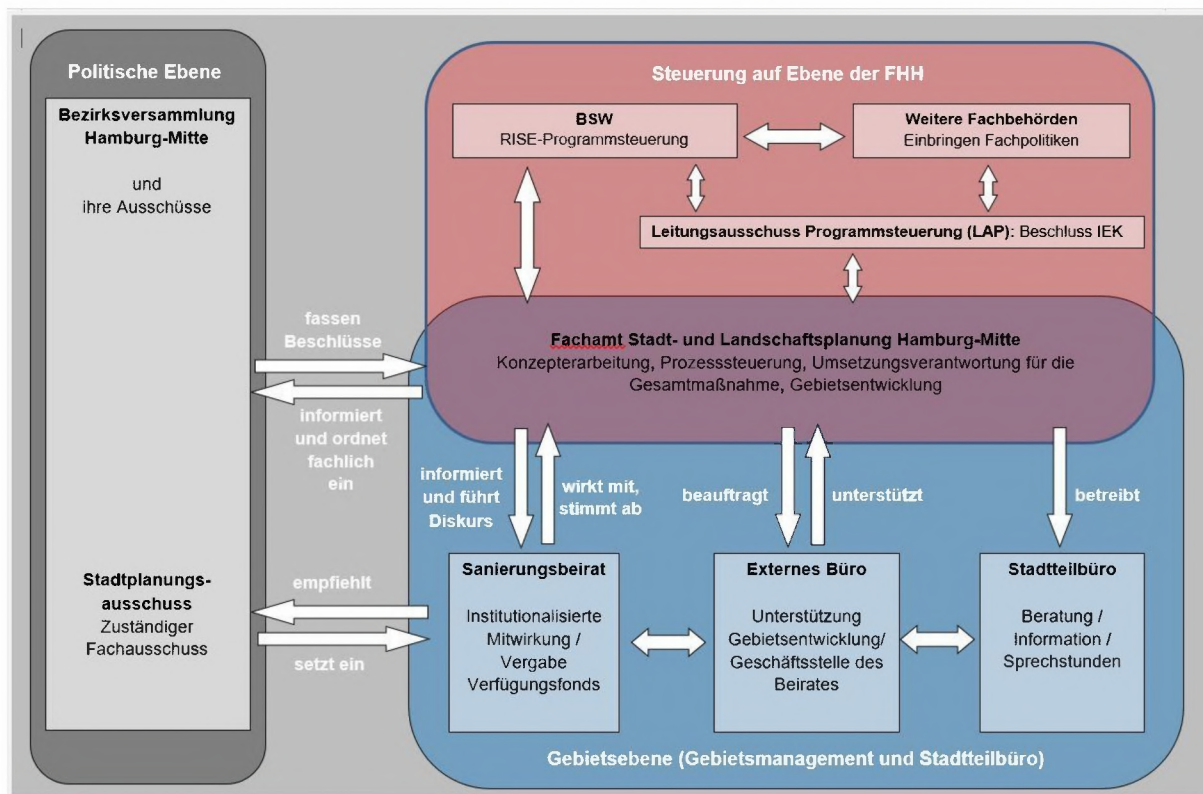 Politische Ebene
Bezirksversammlung
Hamburg-Mitte
und
ihre Ausschüsse
Stadtplanungs-
ausschuss
Zuständiger
Fachausschuss
fassen
Beschlüsse
informiert
und ordnet
fachlich
ein
empfiehlt
setzt ein
Steuerung auf Ebene der FHH
BSW
RISE-Programmsteuerung
Weitere Fachbehörden
Einbringen Fachpolitiken
Leitungsausschuss Programmsteuerung (LAP): Beschluss IEK
Fachamt Stadt- und Landschaftsplanung Hamburg-Mitte
Konzepterarbeitung, Prozesssteuerung, Umsetzungsverantwortung für die
Gesamtmaßnahme, Gebietsentwicklung
informiert
und führt
Diskurs
wirkt mit,
stimmt ab
beauftragt
unterstützt
betreibt
Sanierungsbeirat
Institutionalisierte
Mitwirkung /
Vergabe
Verfügungsfonds
Externes Büro
Unterstützung
Gebietsentwicklung/
Geschäftsstelle des
Beirates
Stadtteilbüro
Beratung /
Information /
Sprechstunden
Gebietsebene (Gebietsmanagement und Stadtteilbüro)